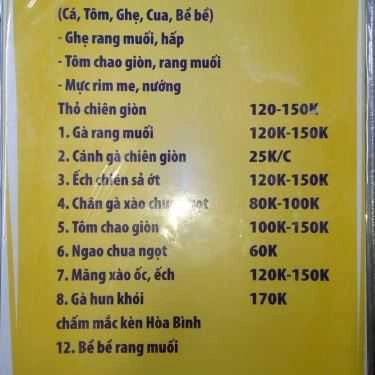 (Cá, Tôm, Ghẹ, Cua, Bề bề)
- Ghẹ rang muối, hấp
- Tôm chao giòn, rang muối
- Mực rim me, nướng
Thỏ chiên giòn 120-150K
1. Gà rang muối 120K-150K
2. Cánh gà chiên giòn 25K/C
3. Ếch chiên sả ớt 120K-150K
4. Chân gà xào chua ngọt 80K-100K
5. Tôm chao giòn 100K-150K
6. Ngao chua ngọt 60K
7. Măng xào ốc, ếch 120K-150K
8. Gà hun khói 170K
chấm mắc kèn Hòa Bình
12. Bề bề rang muối